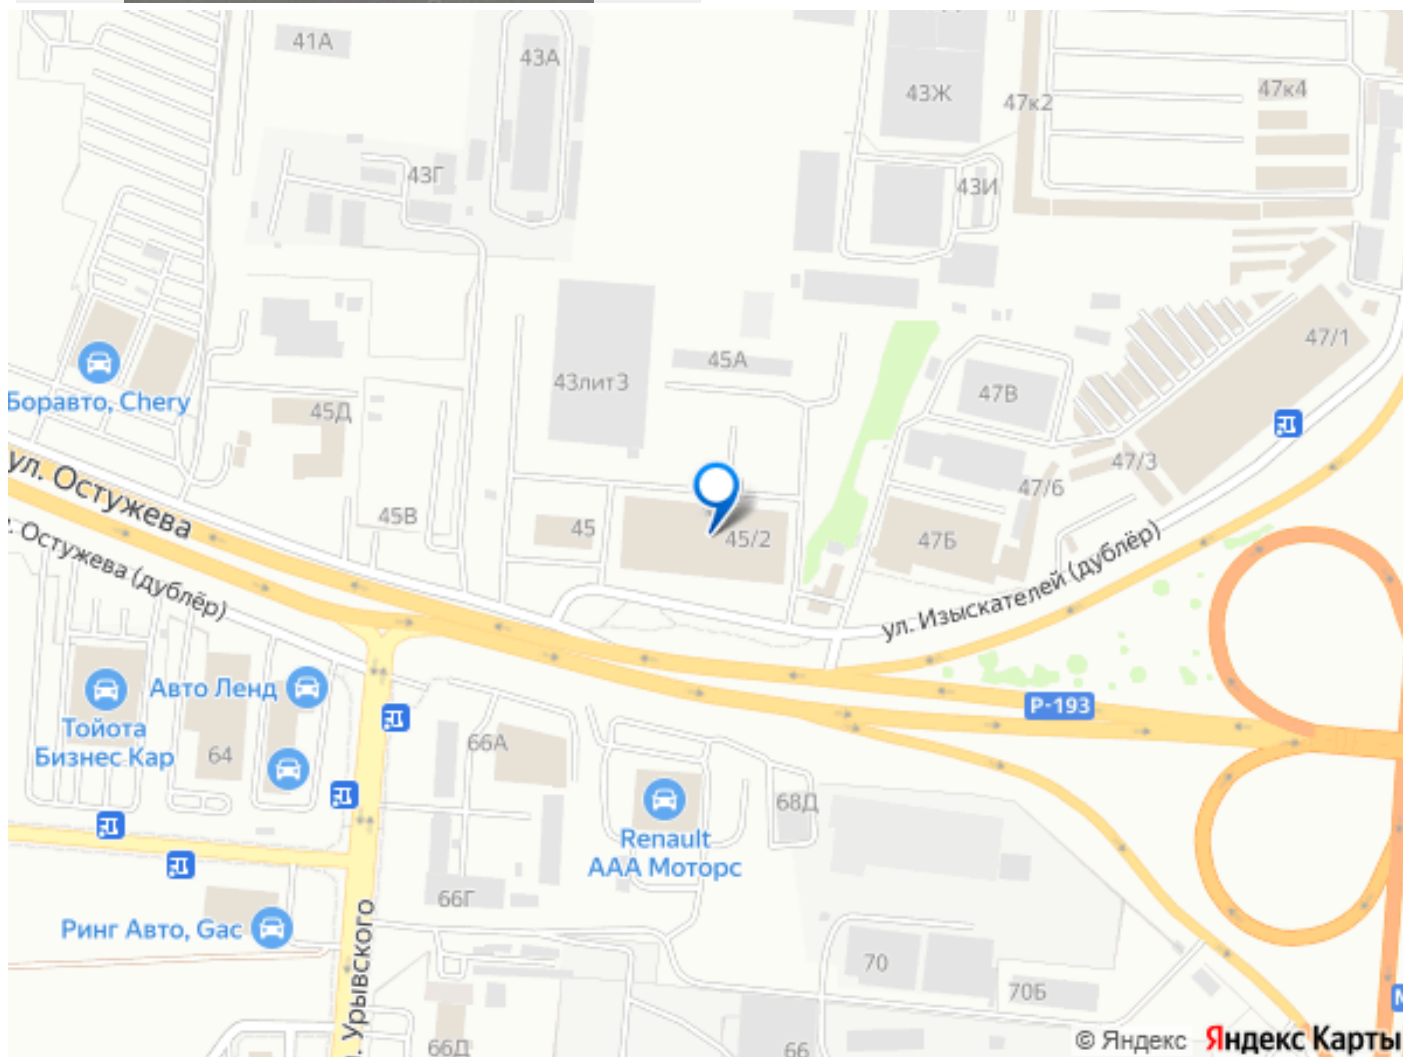 41А
43А
43Ж
47к2
47к4
43Г
43И
47/1
45А
43лит3
47В
Боравто, Chery
45Д
47/3
47/6
ул. Остужева
45В
45
45/2
47Б
Остужева (дублёр)
ул. Изыскателей (дублёр)
Р-193
Авто Ленд
Тойота
Бизнес Кар
64
66А
68Д
Renault
ААА Моторс
66Г
Ринг Авто, Gac
Урывского
70
70Б
66Д
66
© Яндекс
Яндекс Карты